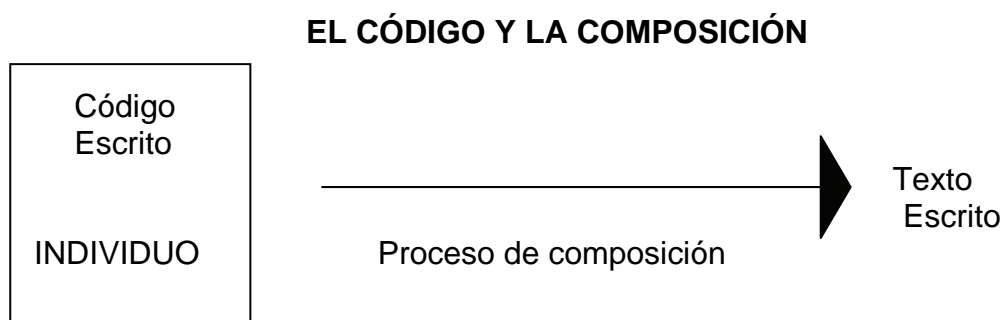 EL CÓDIGO Y LA COMPOSICIÓN
Código
Escrito
INDIVIDUO
Proceso de composición
Texto
Escrito